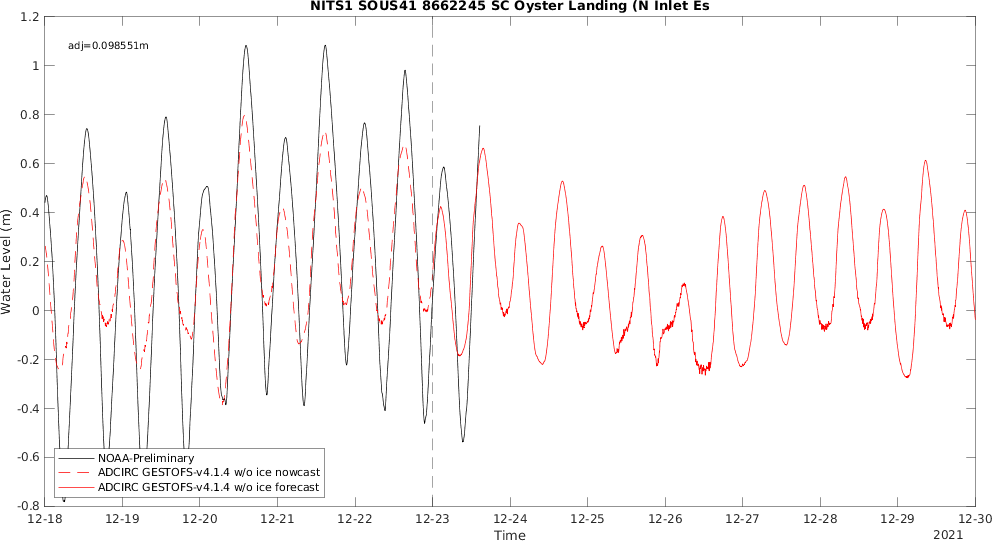 NITS1 SOUS41 8662245 SC Oyster Landing (N Inlet Es
adj=0.098551m
Water Level (m)
1.2
1
0.8
0.6
0.4
0.2
0
-0.2
-0.4
-0.6
-0.8
NOAA-Preliminary
ADCIRC GESTOFS-v4.1.4 w/o ice nowcast
ADCIRC GESTOFS-v4.1.4 w/o ice forecast
12-18 12-19 12-20 12-21 12-22 12-23 12-24 12-25 12-26 12-27 12-28 12-29 12-30
Time
2021